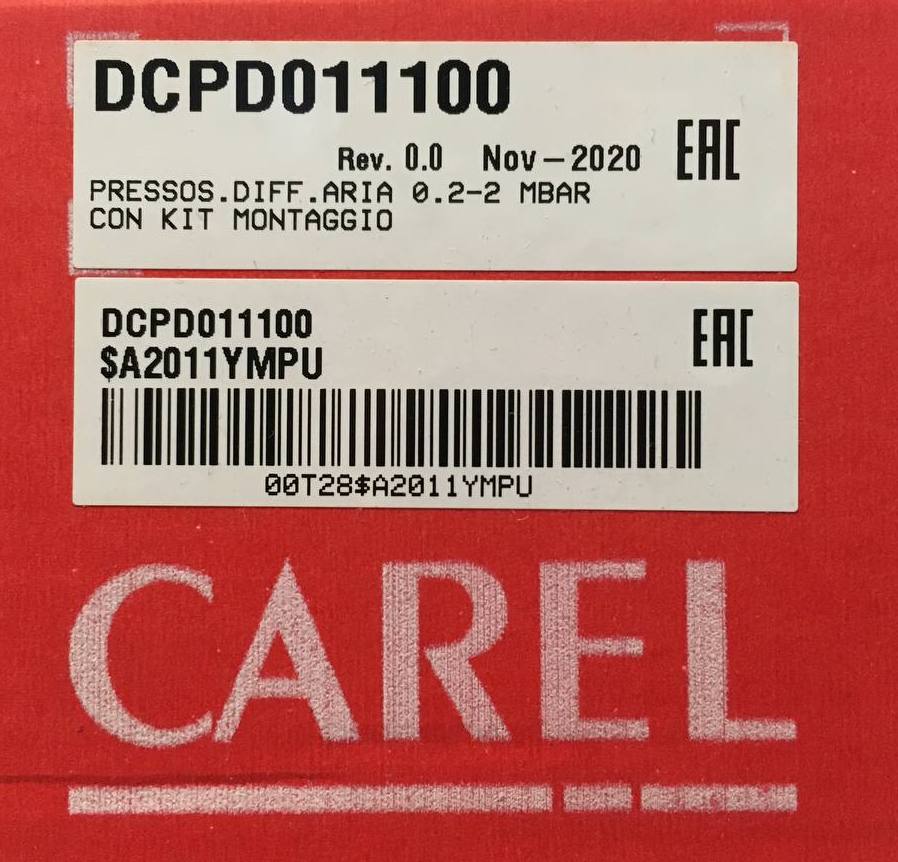 DCPD011100
Rev. 0.0 Nov-2020 EAC
PRESSOS.DIFF.ARIA 0.2-2 MBAR
CON KIT MONTAGGIO
DCPD011100 EAC
$A2011YMPU
00T28$A2011YMPU
CAREL